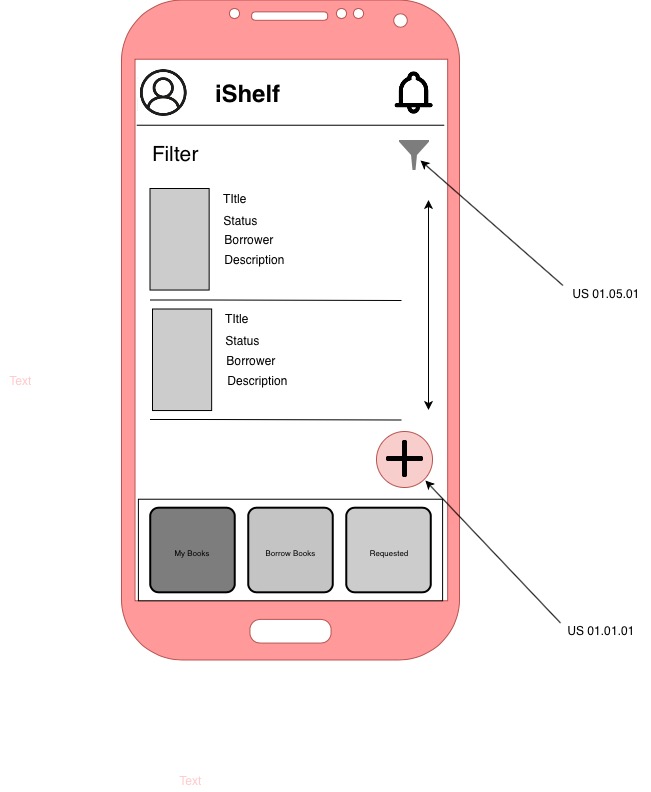 iShelf
Filter
TItle
Status
Borrower
Description
US 01.05.01
TItle
Status
Borrower
Description
Text
My Books
Borrow Books
Requested
US 01.01.01
Text